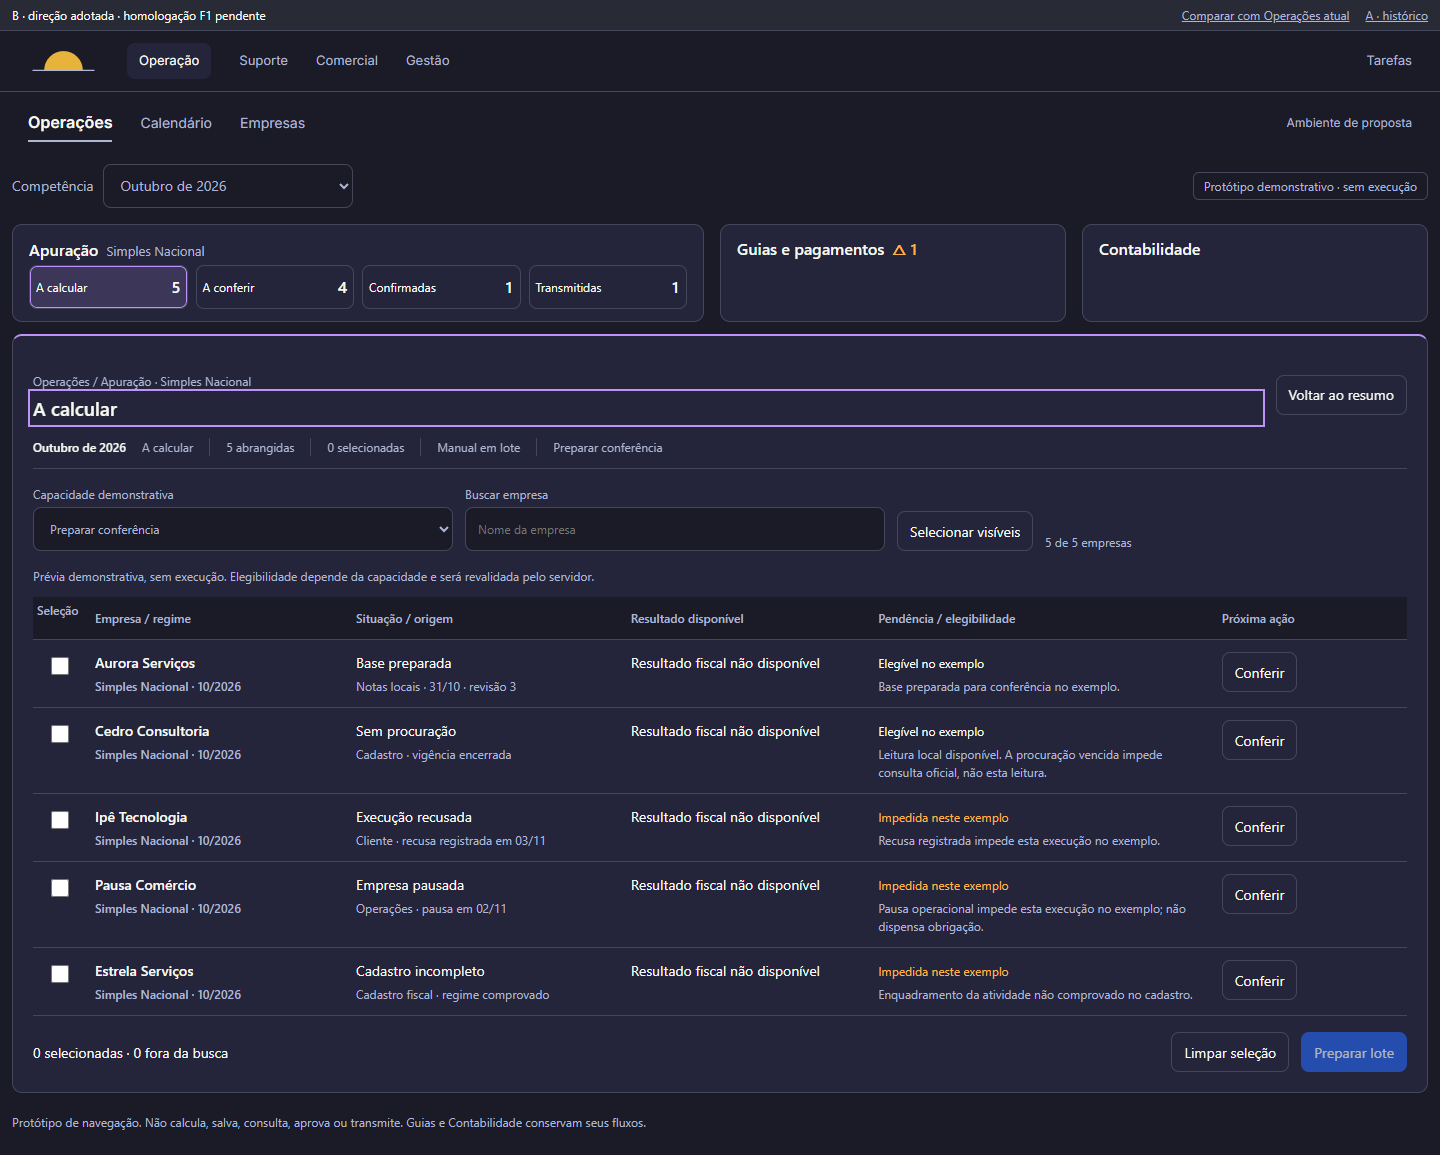 B · direção adotada · homologação F1 pendente
Comparar com Operações atual
A · histórico
Operação
Suporte
Comercial
Gestão
Tarefas
Operações
Calendário
Empresas
Ambiente de proposta
Competência
Outubro de 2026
Protótipo demonstrativo · sem execução
Apuração Simples Nacional
A calcular 5
A conferir 4
Confirmadas 1
Transmitidas 1
Guias e pagamentos 1
Contabilidade
Operações / Apuração · Simples Nacional
A calcular
Voltar ao resumo
Outubro de 2026 A calcular 5 abrangidas 0 selecionadas Manual em lote Preparar conferência
Capacidade demonstrativa
Preparar conferência
Buscar empresa
Nome da empresa
Selecionar visíveis
5 de 5 empresas
Prévia demonstrativa, sem execução. Elegibilidade depende da capacidade e será revalidada pelo servidor.
Seleção Empresa / regime Situação / origem Resultado disponível Pendência / elegibilidade Próxima ação
Aurora Serviços Base preparada Resultado fiscal não disponível Elegível no exemplo Conferir
Simples Nacional · 10/2026 Notas locais · 31/10 · revisão 3 Base preparada para conferência no exemplo.
Cedro Consultoria Sem procuração Resultado fiscal não disponível Elegível no exemplo Conferir
Simples Nacional · 10/2026 Cadastro · vigência encerrada Leitura local disponível. A procuração vencida impede
consulta oficial, não esta leitura.
Ipê Tecnologia Execução recusada Resultado fiscal não disponível Impedida neste exemplo Conferir
Simples Nacional · 10/2026 Cliente · recusa registrada em 03/11 Recusa registrada impede esta execução no exemplo.
Pausa Comércio Empresa pausada Resultado fiscal não disponível Impedida neste exemplo Conferir
Simples Nacional · 10/2026 Operações · pausa em 02/11 Pausa operacional impede esta execução no exemplo; não
dispensa obrigação.
Estrela Serviços Cadastro incompleto Resultado fiscal não disponível Impedida neste exemplo Conferir
Simples Nacional · 10/2026 Cadastro fiscal · regime comprovado Enquadramento da atividade não comprovado no cadastro.
0 selecionadas · 0 fora da busca
Limpar seleção
Preparar lote
Protótipo de navegação. Não calcula, salva, consulta, aprova ou transmite. Guias e Contabilidade conservam seus fluxos.